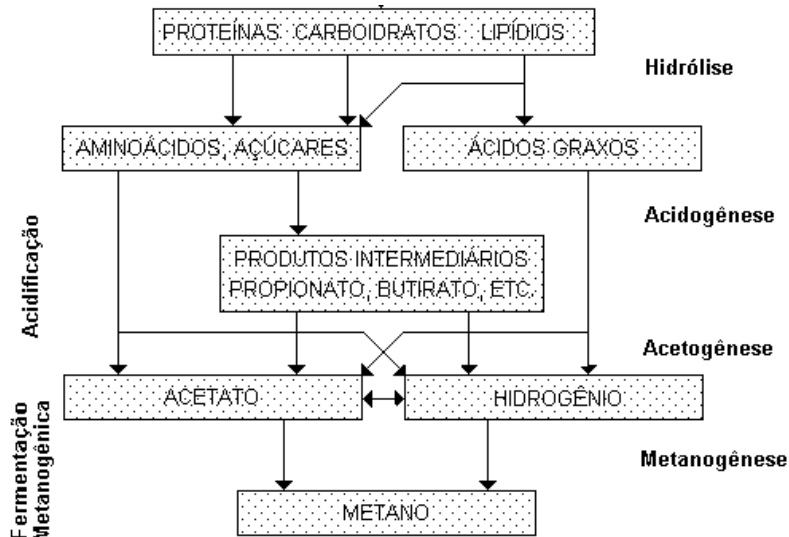 PROTEÍNAS CARBOIDRATOS LIPÍDIOS
Hidrólise
AMINOÁCIDOS, AÇÚCARES
ÁCIDOS GRAXOS
Acidogênese
Acidificação
PRODUTOS INTERMEDIÁRIOS
PROPIONATO, BUTIRATO, ETC.
Acetogênese
ACETATO
HIDROGÊNIO
Fermentação
Metanogênica
Metanogênese
METANO